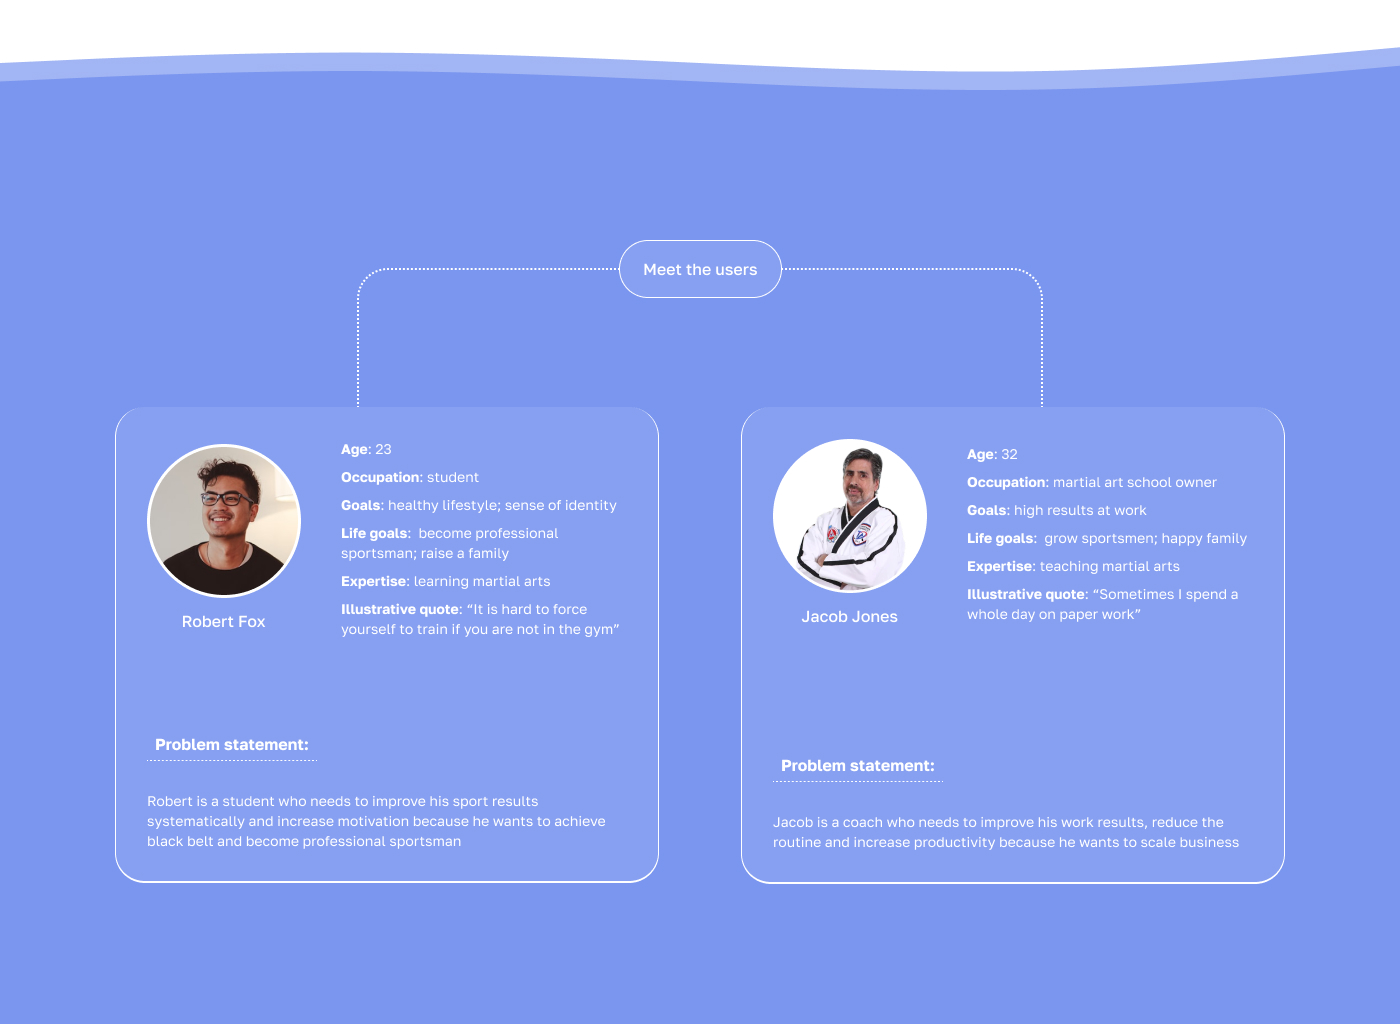 Meet the users
Age: 23
Occupation: student
Goals: healthy lifestyle; sense of identity
Life goals:  become professional
sportsman; raise a family
Expertise: learning martial arts
Illustrative quote: “It is hard to force
yourself to train if you are not in the gym”
Robert Fox
Problem statement:
Robert is a student who needs to improve his sport results
systematically and increase motivation because he wants to achieve
black belt and become professional sportsman
Age: 32
Occupation: martial art school owner
Goals: high results at work
Life goals:  grow sportsmen; happy family
Expertise: teaching martial arts
Illustrative quote: “Sometimes I spend a
whole day on paper work”
Jacob Jones
Problem statement:
Jacob is a coach who needs to improve his work results, reduce the
routine and increase productivity because he wants to scale business